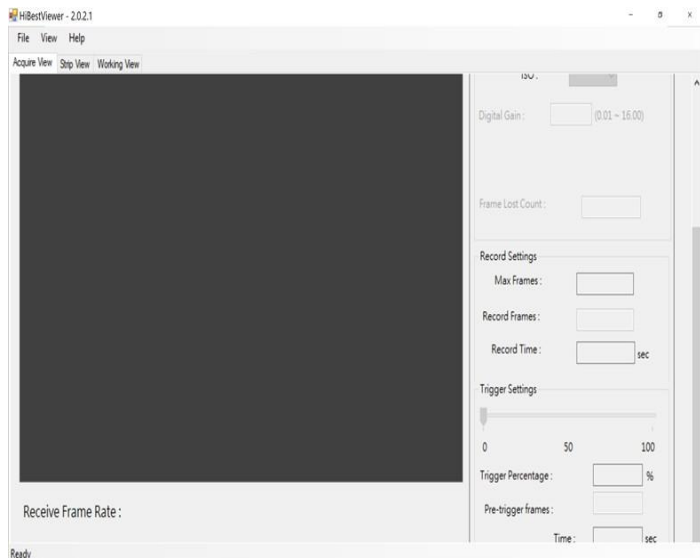 HiBestViewer - 2.0.2.1
File View Help
Acquire View Strip View Working View
ISO :
Digital Gain : (0.01 ~ 16.00)
Frame Lost Count :
Record Settings
Max Frames :
Record Frames :
Record Time : sec
Trigger Settings
0 50 100
Trigger Percentage : %
Pre-trigger frames :
Time : sec
Receive Frame Rate :
Ready